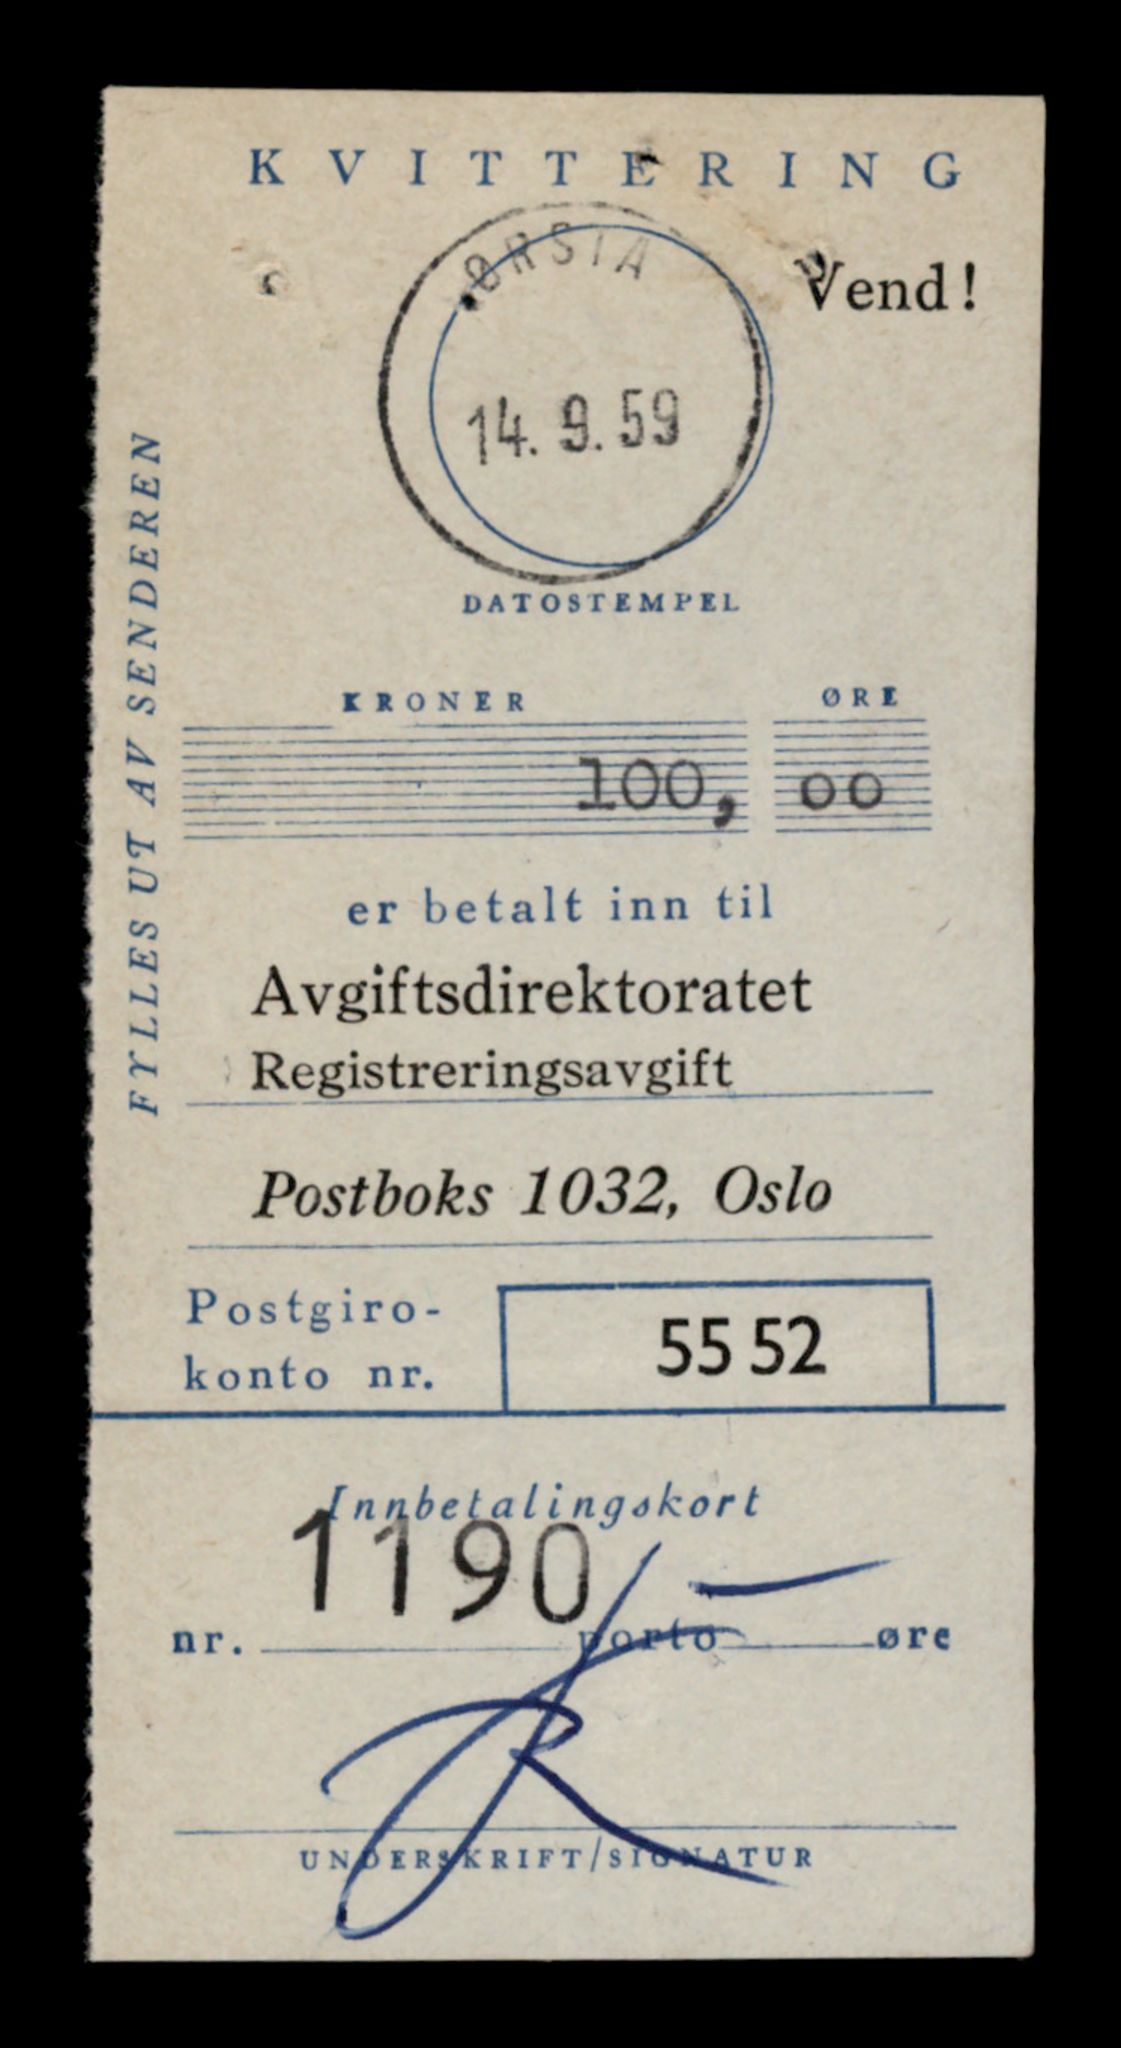 KVITTERING
ØRSTA
Vend!
14. 9. 59
DATOSTEMPEL
FYLLES UT AV SENDEREN
KRONER ØRE
100, 00
er betalt inn til
Avgiftsdirektoratet
Registreringsavgift
Postboks 1032, Oslo
Postgiro-
konto nr.
55 52
Innbetalingskort
1190
nr. porto øre
UNDERSKRIFT/SIGNATUR